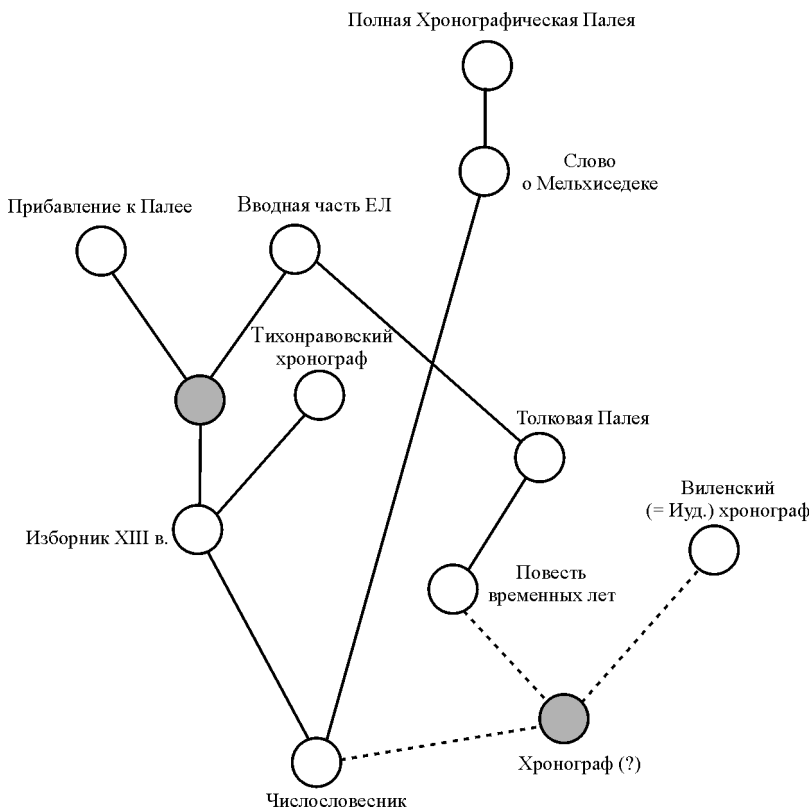 Полная Хронографическая Палея
Слово
о Мельхиседеке
Прибавление к Палее
Вводная часть ЕЛ
Тихонравовский
хронограф
Толковая Палея
Виленский
(= Иуд.) хронограф
Изборник XIII в.
Повесть
временных лет
Хронограф (?)
Числословесник